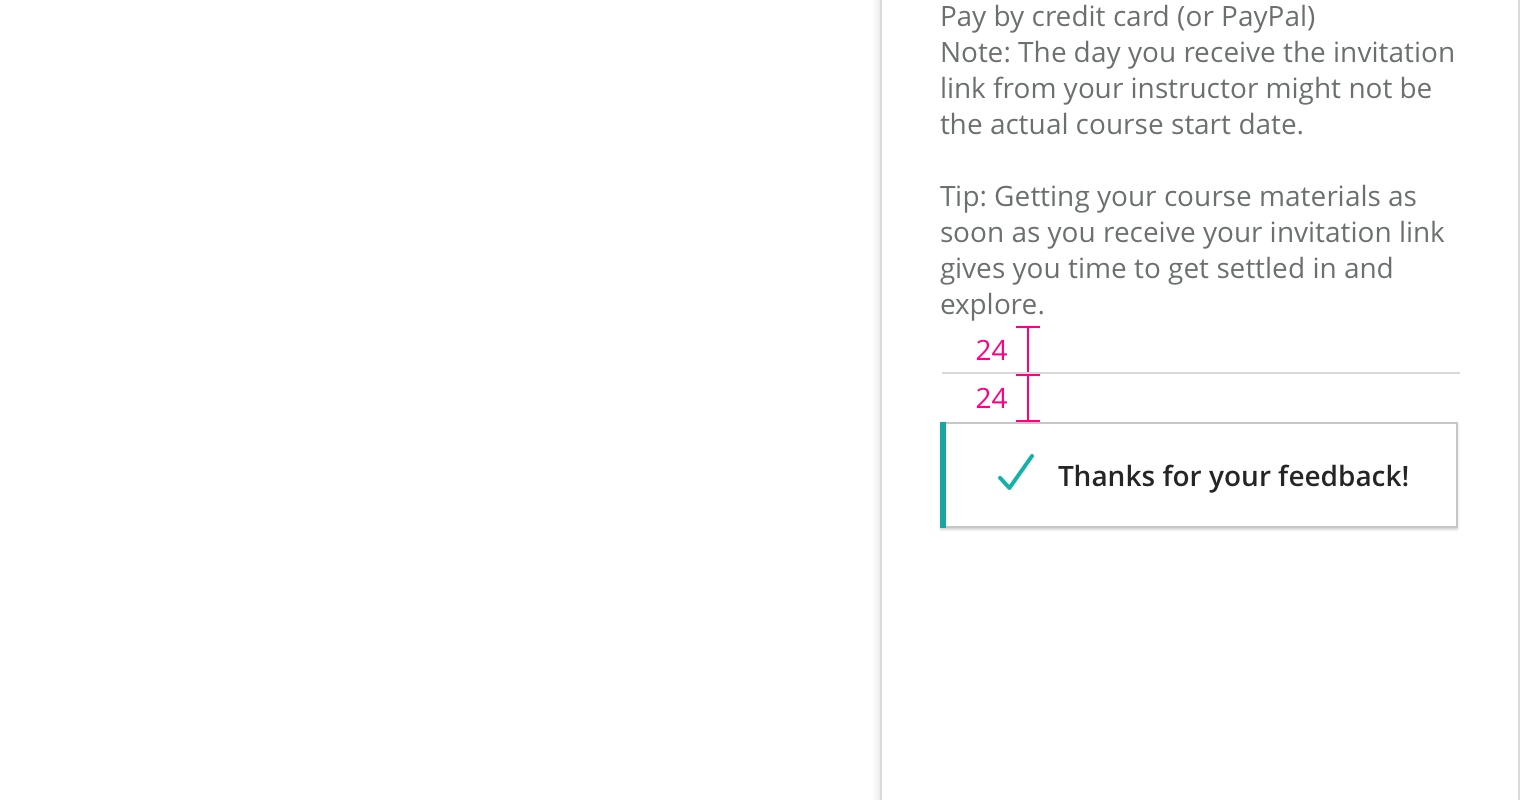 Pay by credit card (or PayPal)
Note: The day you receive the invitation
link from your instructor might not be
the actual course start date.
Tip: Getting your course materials as
soon as you receive your invitation link
gives you time to get settled in and
explore.
24
24
Thanks for your feedback!